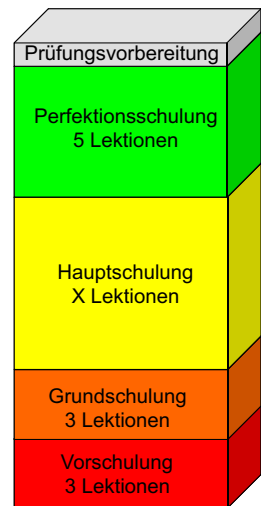 Prüfungsvorbereitung
Perfektionsschulung
5 Lektionen
Hauptschulung
X Lektionen
Grundschulung
3 Lektionen
Vorschulung
3 Lektionen